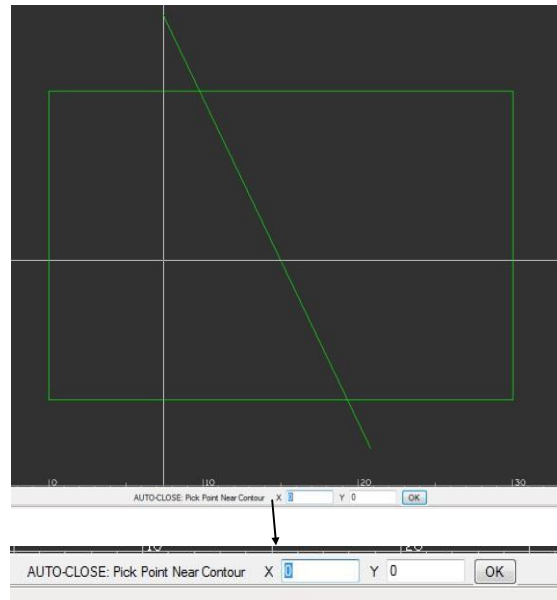 |0 |10 |20 |30
AUTO-CLOSE: Pick Point Near Contour X 0 Y 0 OK
10 20
AUTO-CLOSE: Pick Point Near Contour X 0 Y 0 OK